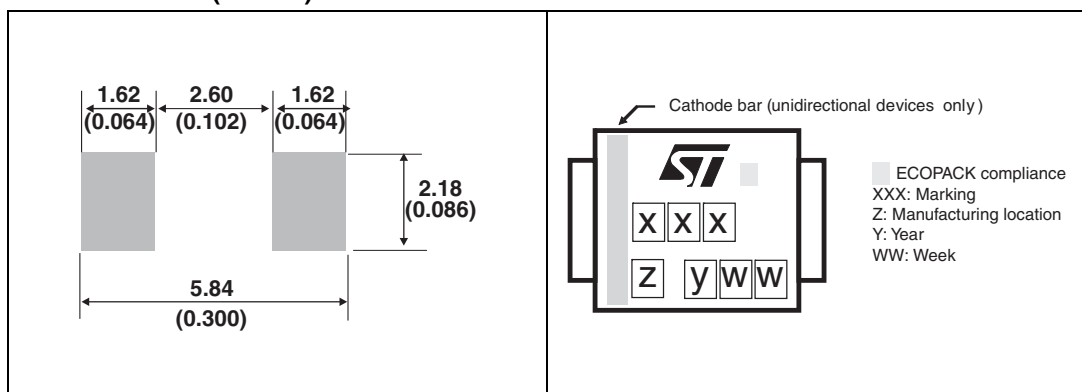 1.62 2.60 1.62
(0.064) (0.102) (0.064)
2.18
(0.086)
5.84
(0.300)
Cathode bar (unidirectional devices only)
ST
x x x
z y w w
ECOPACK compliance
XXX: Marking
Z: Manufacturing location
Y: Year
WW: Week